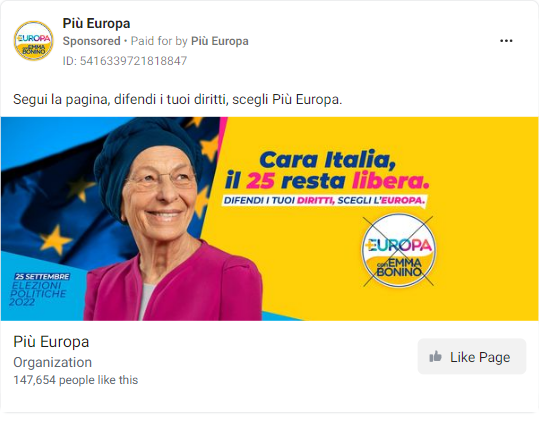 Più Europa
Sponsored • Paid for by Più Europa
ID: 5416339721818847
Segui la pagina, difendi i tuoi diritti, scegli Più Europa.
Cara Italia,
il 25 resta libera.
DIFENDI I TUOI DIRITTI, SCEGLI L'EUROPA.
+EUROPA
CON EMMA
BONINO
25 SETTEMBRE
ELEZIONI
POLITICHE
2022
Più Europa
Organization
147,654 people like this
Like Page